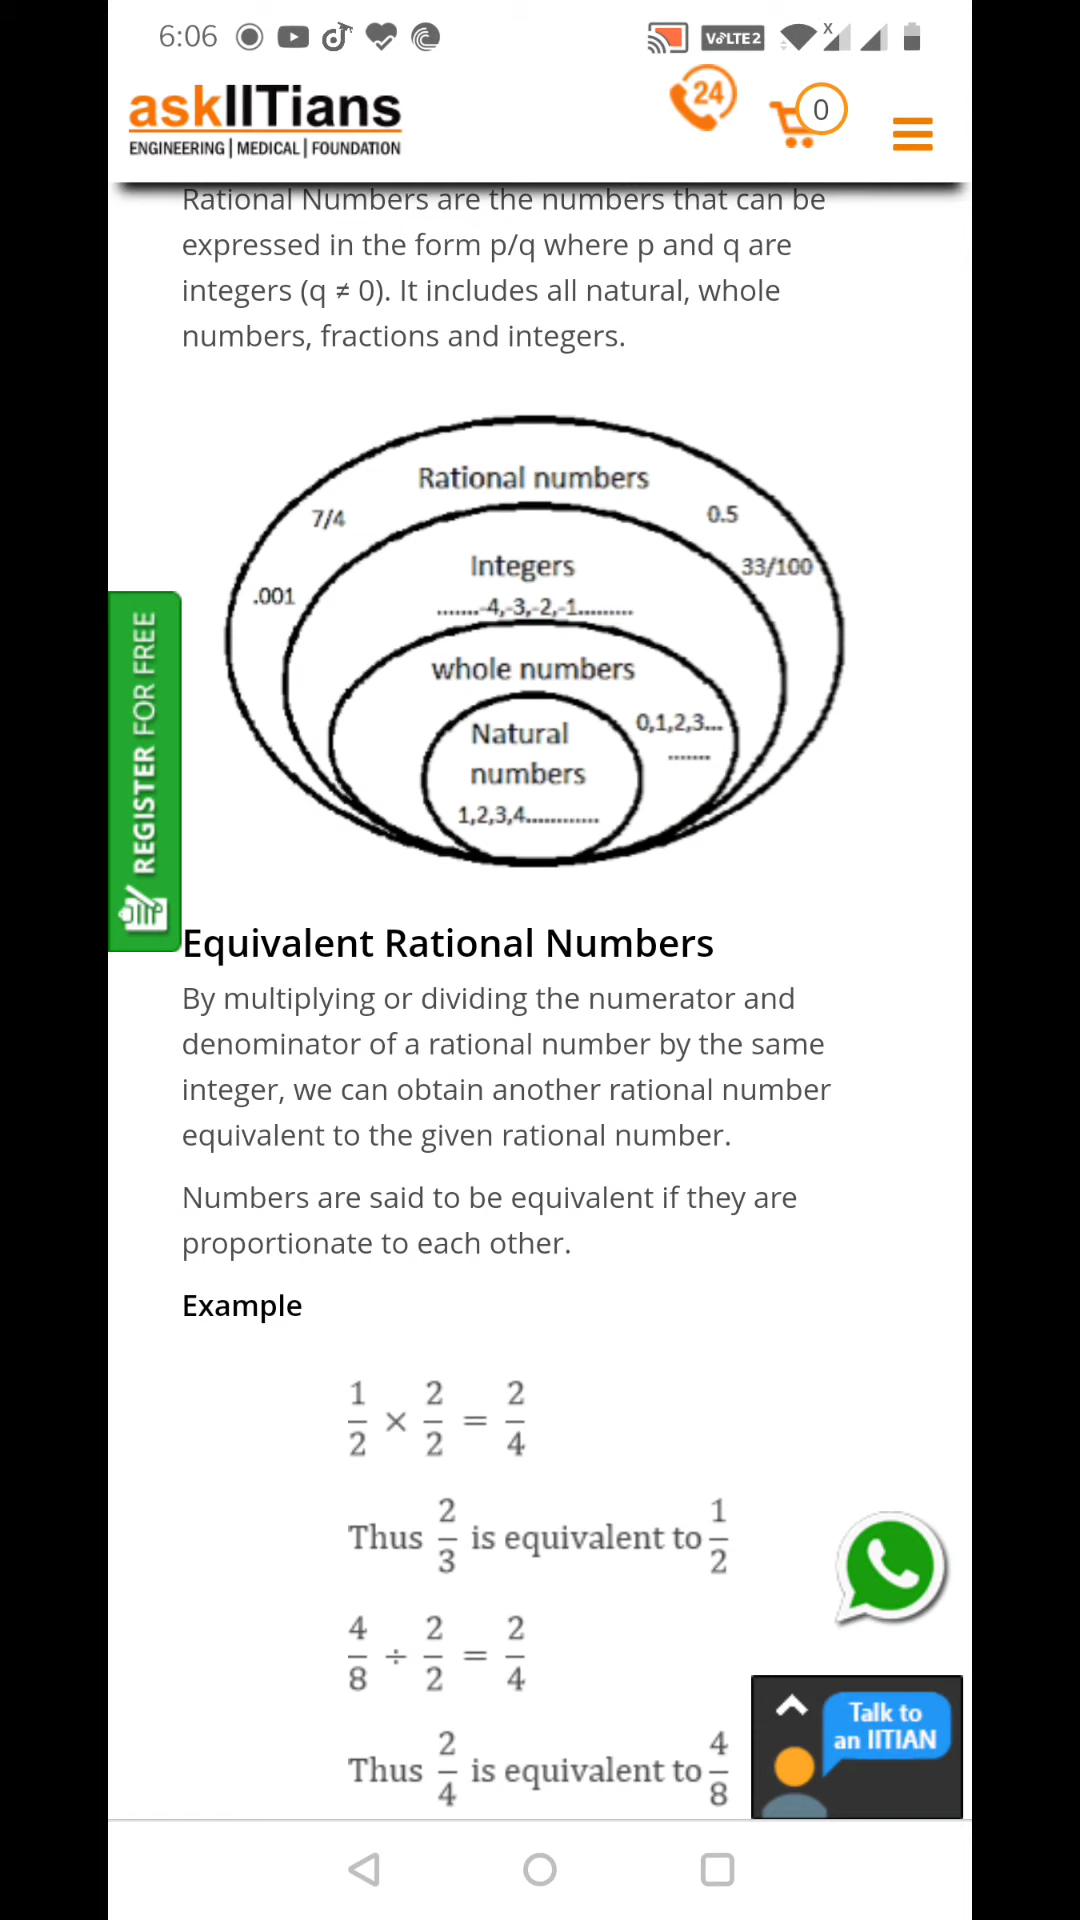 6:06
VoLTE2
X
askIITians
ENGINEERING | MEDICAL | FOUNDATION
24
0
Rational Numbers are the numbers that can be
expressed in the form p/q where p and q are
integers (q ≠ 0). It includes all natural, whole
numbers, fractions and integers.
Rational numbers
7/4
0.5
Integers
33/100
.001
.......-4,-3,-2,-1.........
whole numbers
Natural
0,1,2,3...
.......
numbers
1,2,3,4............
REGISTER FOR FREE
Equivalent Rational Numbers
By multiplying or dividing the numerator and
denominator of a rational number by the same
integer, we can obtain another rational number
equivalent to the given rational number.
Numbers are said to be equivalent if they are
proportionate to each other.
Example
1/2 × 2/2 = 2/4
Thus 2/3 is equivalent to 1/2
4/8 ÷ 2/2 = 2/4
Thus 2/4 is equivalent to 4/8
Talk to
an IITIAN